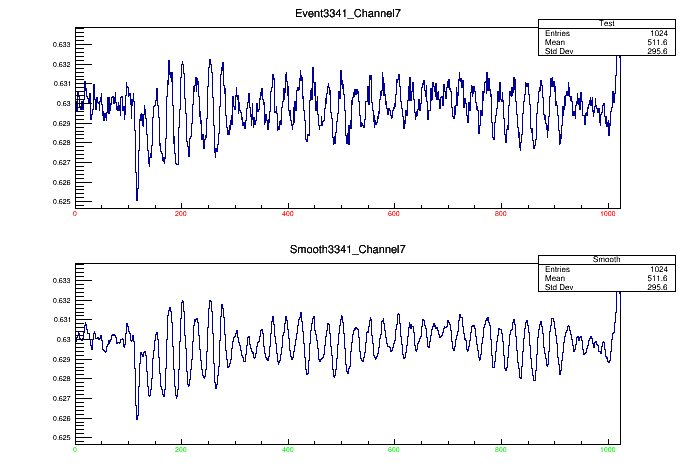 Event3341_Channel7
Test
Entries 1024
Mean 511.6
Std Dev 295.6
0.633
0.632
0.631
0.63
0.629
0.628
0.627
0.626
0.625
0 200 400 600 800 1000
Smooth3341_Channel7
Smooth
Entries 1024
Mean 511.6
Std Dev 295.6
0.633
0.632
0.631
0.63
0.629
0.628
0.627
0.626
0.625
0 200 400 600 800 1000